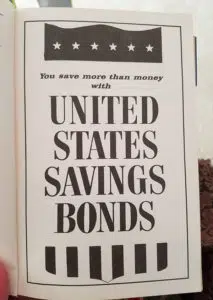 You save more than money
with
UNITED
STATES
SAVINGS
BONDS